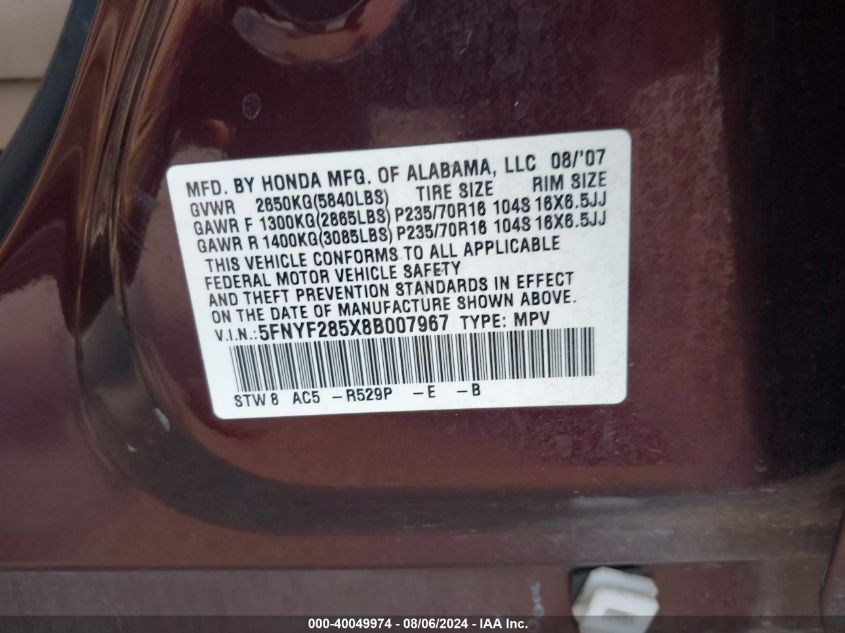 MFD. BY HONDA MFG. OF ALABAMA, LLC 08/'07
GVWR 2650KG(5840LBS) TIRE SIZE RIM SIZE
GAWR F 1300KG(2865LBS) P235/70R16 104S 16X6.5JJ
GAWR R 1400KG(3085LBS) P235/70R16 104S 16X6.5JJ
THIS VEHICLE CONFORMS TO ALL APPLICABLE
FEDERAL MOTOR VEHICLE SAFETY
AND THEFT PREVENTION STANDARDS IN EFFECT
ON THE DATE OF MANUFACTURE SHOWN ABOVE.
V.I.N.:5FNYF285X8B007967 TYPE: MPV
STW8 AC5 -R529P -E -B
000-40049974 - 08/06/2024 - IAA Inc.